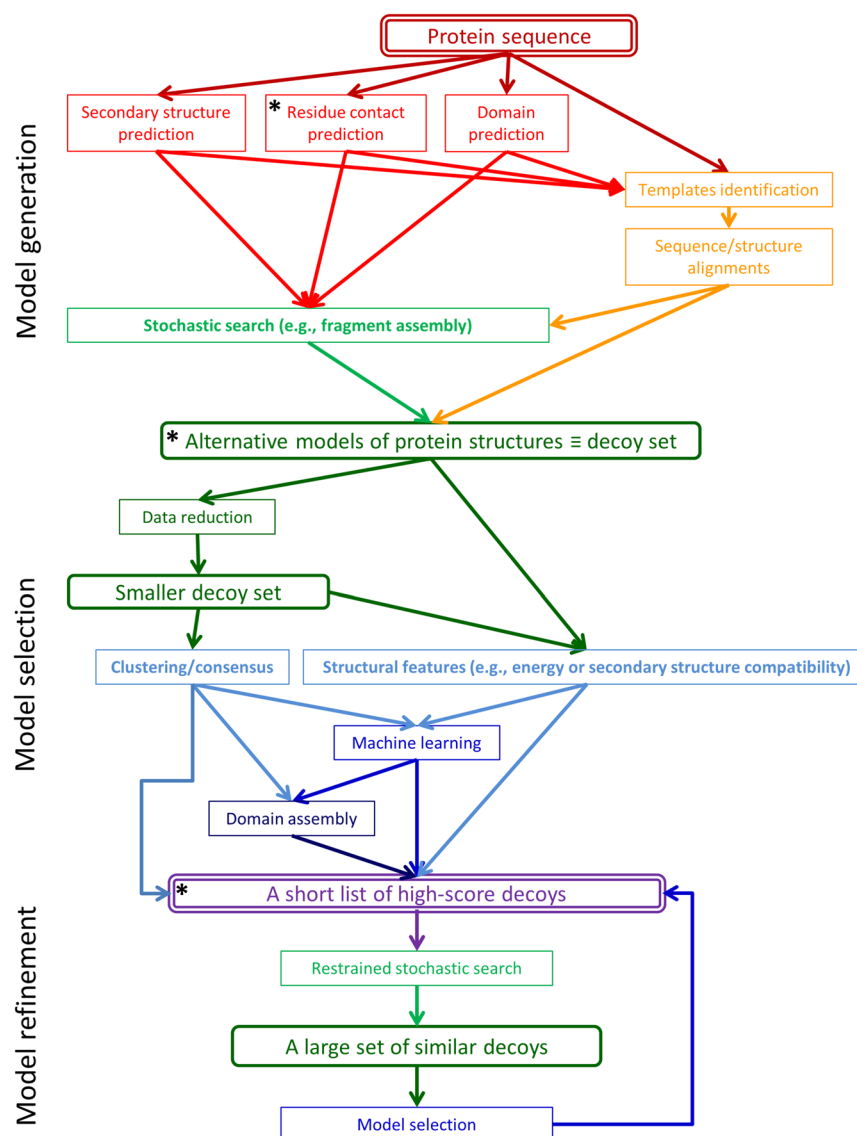 Protein sequence
Secondary structure
prediction
* Residue contact
prediction
Domain
prediction
Templates identification
Sequence/structure
alignments
Model generation
Stochastic search (e.g., fragment assembly)
* Alternative models of protein structures ≡ decoy set
Data reduction
Smaller decoy set
Model selection
Clustering/consensus
Structural features (e.g., energy or secondary structure compatibility)
Machine learning
Domain assembly
* A short list of high-score decoys
Model refinement
Restrained stochastic search
A large set of similar decoys
Model selection